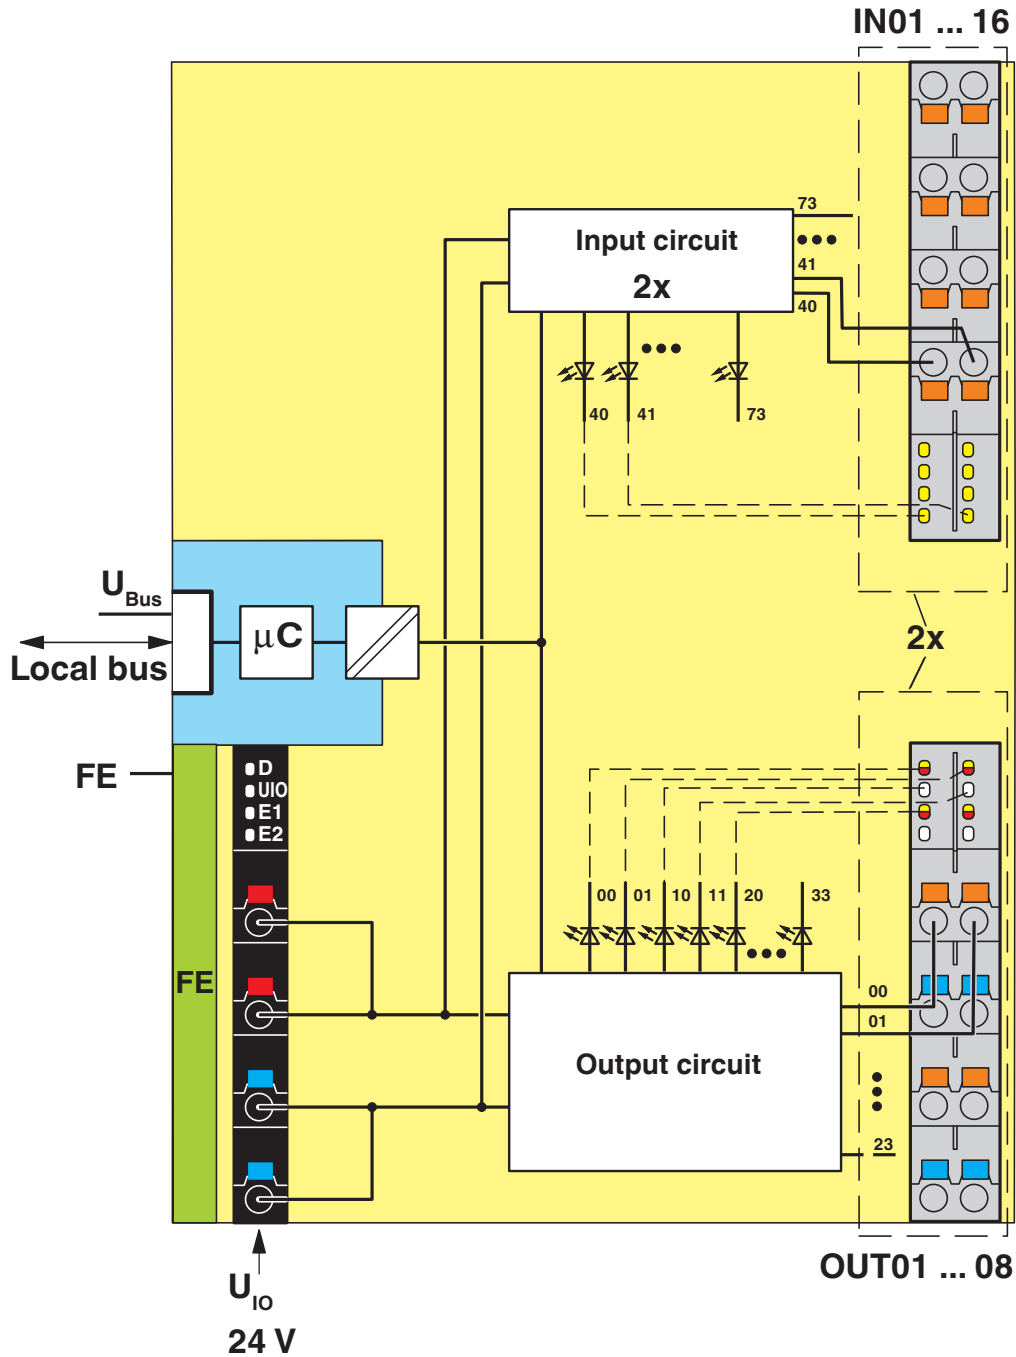 IN01 ... 16
73
Input circuit
2x
41
40
40
41
73
U Bus
µC
Local bus
2x
FE
D
UIO
E1
E2
00
01
10
11
20
33
FE
00
01
Output circuit
23
OUT01 ... 08
U IO
24 V